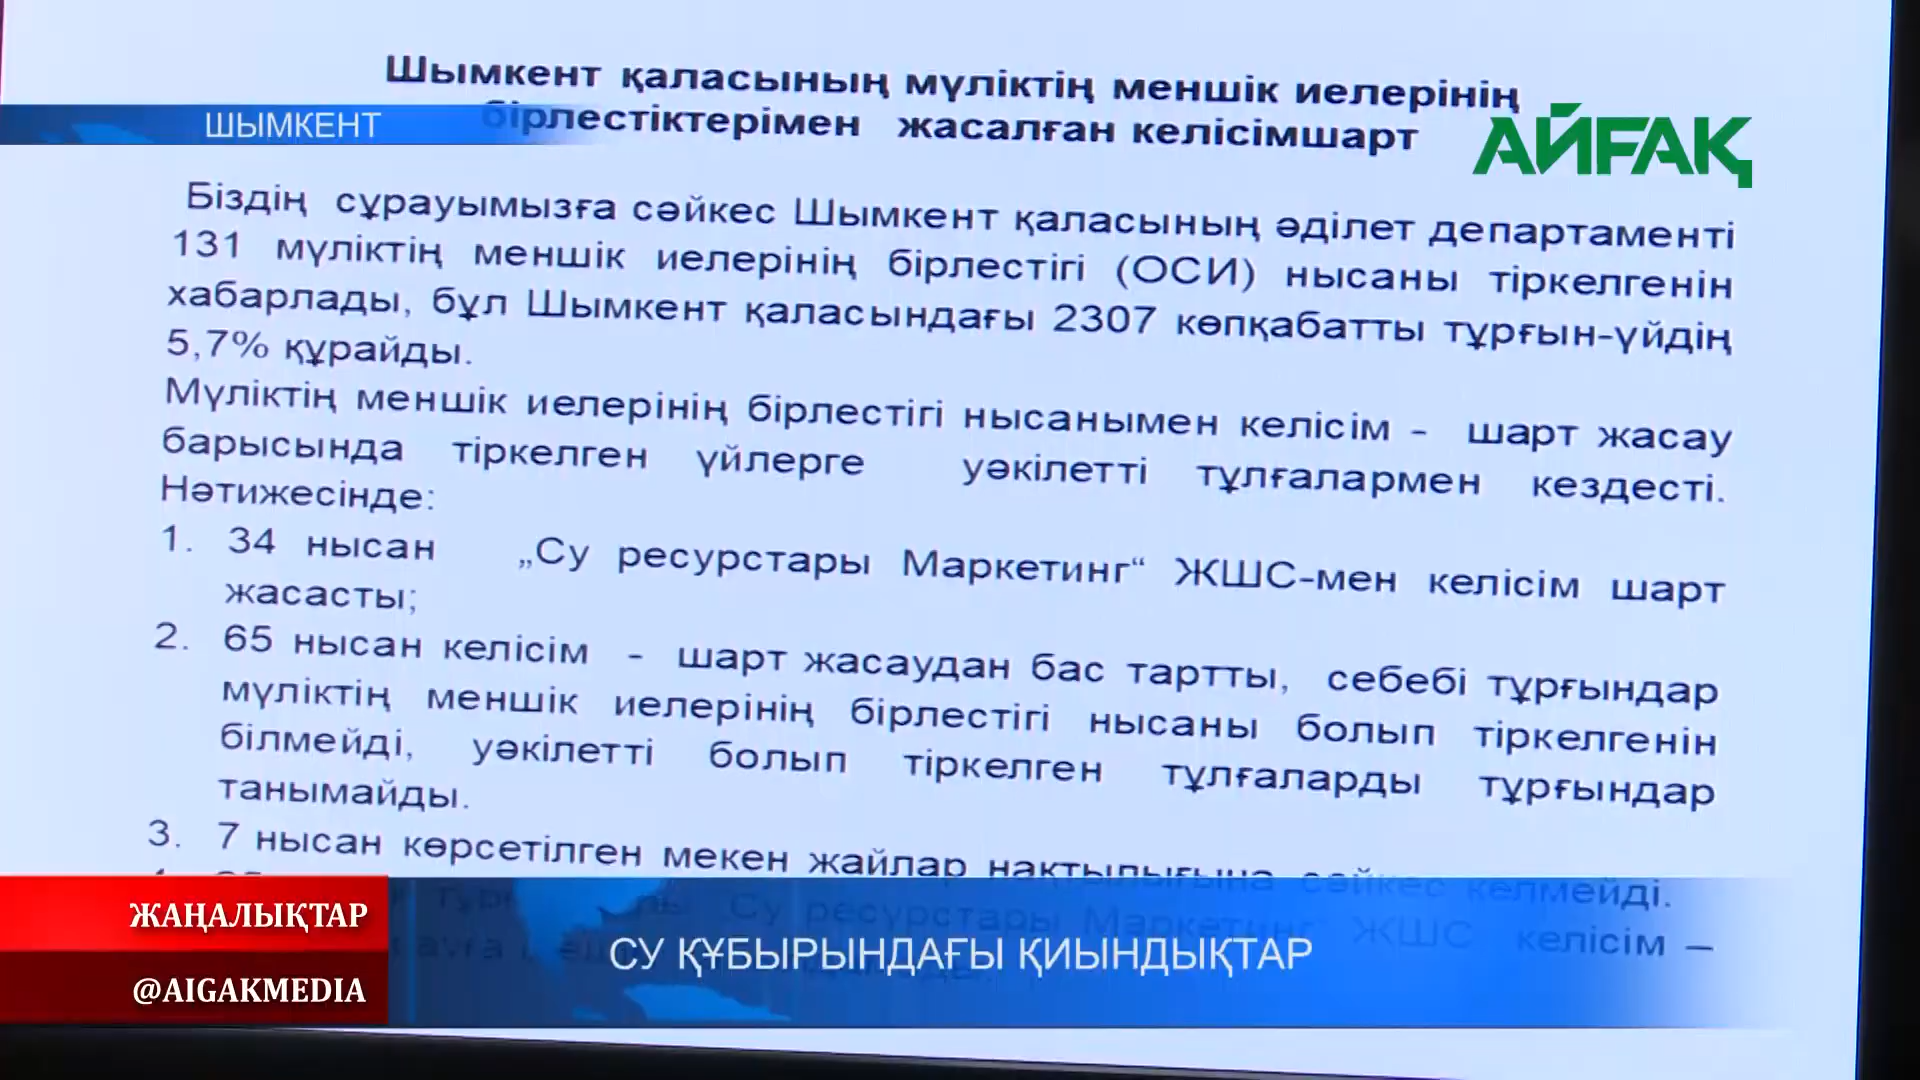 Шымкент қаласының мүліктің меншік иелерінің
бірлестіктерімен жасалған келісімшарт
ШЫМКЕНТ
АЙҒАҚ
Біздің сұрауымызға сәйкес Шымкент қаласының әділет департаменті
131 мүліктің меншік иелерінің бірлестігі (ОСИ) нысаны тіркелгенін
хабарлады, бұл Шымкент қаласындағы 2307 көпқабатты тұрғын-үйдің
5,7% құрайды.
Мүліктің меншік иелерінің бірлестігі нысанымен келісім - шарт жасау
барысында тіркелген үйлерге уәкілетті тұлғалармен кездесті.
Нәтижесінде:
1. 34 нысан „Су ресурстары Маркетинг“ ЖШС-мен келісім шарт
жасасты;
2. 65 нысан келісім - шарт жасаудан бас тартты, себебі тұрғындар
мүліктің меншік иелерінің бірлестігі нысаны болып тіркелгенін
білмейді, уәкілетті болып тіркелген тұлғаларды тұрғындар
танымайды.
3. 7 нысан көрсетілген мекен жайлар нақтылығына сәйкес келмейді.
Су ресурстары Маркетинг ЖШС келісім –
ЖАҢАЛЫҚТАР
@AIGAKMEDIA
СУ ҚҰБЫРЫНДАҒЫ ҚИЫНДЫҚТАР